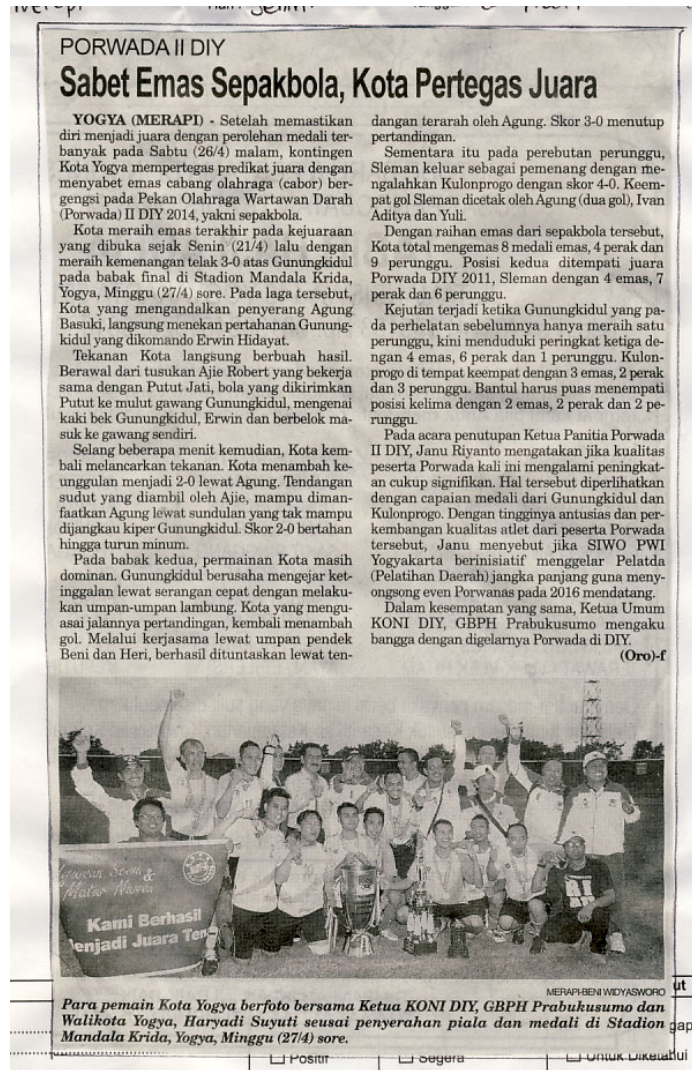 PORWADA II DIY
Sabet Emas Sepakbola, Kota Pertegas Juara
YOGYA (MERAPI) - Setelah memastikan
diri menjadi juara dengan perolehan medali ter-
banyak pada Sabtu (26/4) malam, kontingen
Kota Yogya mempertegas predikat juara dengan
menyabet emas cabang olahraga (cabor) ber-
gengsi pada Pekan Olahraga Wartawan Darah
(Porwada) II DIY 2014, yakni sepakbola.
Kota meraih emas terakhir pada kejuaraan
yang dibuka sejak Senin (21/4) lalu dengan
meraih kemenangan telak 3-0 atas Gunungkidul
pada babak final di Stadion Mandala Krida,
Yogya, Minggu (27/4) sore. Pada laga tersebut,
Kota yang mengandalkan penyerang Agung
Basuki, langsung menekan pertahanan Gunung-
kidul yang dikomando Erwin Hidayat.
Tekanan Kota langsung berbuah hasil.
Berawal dari tusukan Ajie Robert yang bekerja
sama dengan Putut Jati, bola yang dikirimkan
Putut ke mulut gawang Gunungkidul, mengenai
kaki bek Gunungkidul, Erwin dan berbelok ma-
suk ke gawang sendiri.
Selang beberapa menit kemudian, Kota kem-
bali melancarkan tekanan. Kota menambah ke-
unggulan menjadi 2-0 lewat Agung. Tendangan
sudut yang diambil oleh Ajie, mampu diman-
faatkan Agung lewat sundulan yang tak mampu
dijangkau kiper Gunungkidul. Skor 2-0 bertahan
hingga turun minum.
Pada babak kedua, permainan Kota masih
dominan. Gunungkidul berusaha mengejar ket-
inggalan lewat serangan cepat dengan melaku-
kan umpan-umpan lambung. Kota yang mengu-
asai jalannya pertandingan, kembali menambah
gol. Melalui kerjasama lewat umpan pendek
Beni dan Heri, berhasil dituntaskan lewat ten-
dangan terarah oleh Agung. Skor 3-0 menutup
pertandingan.
Sementara itu pada perebutan perunggu,
Sleman keluar sebagai pemenang dengan me-
ngalahkan Kulonprogo dengan skor 4-0. Keem-
pat gol Sleman dicetak oleh Agung (dua gol), Ivan
Aditya dan Yuli.
Dengan raihan emas dari sepakbola tersebut,
Kota total mengemas 8 medali emas, 4 perak dan
9 perunggu. Posisi kedua ditempati juara
Porwada DIY 2011, Sleman dengan 4 emas, 7
perak dan 6 perunggu.
Kejutan terjadi ketika Gunungkidul yang pa-
da perhelatan sebelumnya hanya meraih satu
perunggu, kini menduduki peringkat ketiga de-
ngan 4 emas, 6 perak dan 1 perunggu. Kulon-
progo di tempat keempat dengan 3 emas, 2 perak
dan 3 perunggu. Bantul harus puas menempati
posisi kelima dengan 2 emas, 2 perak dan 2 pe-
runggu.
Pada acara penutupan Ketua Panitia Porwada
II DIY, Janu Riyanto mengatakan jika kualitas
peserta Porwada kali ini mengalami peningkat-
an cukup signifikan. Hal tersebut diperlihatkan
dengan capaian medali dari Gunungkidul dan
Kulonprogo. Dengan tingginya antusias dan per-
kembangan kualitas atlet dari peserta Porwada
tersebut, Janu menyebut jika SIWO PWI
Yogyakarta berinisiatif menggelar Pelatda
(Pelatihan Daerah) jangka panjang guna meny-
ongsong even Porwanas pada 2016 mendatang.
Dalam kesempatan yang sama, Ketua Umum
KONI DIY, GBPH Prabukusumo mengaku
bangga dengan digelarnya Porwada di DIY.
(Oro)-f
Kami Berhasil
enjadi Juara
MERAPI-BENI WIDYASWORO
Para pemain Kota Yogya berfoto bersama Ketua KONI DIY, GBPH Prabukusumo dan
Walikota Yogya, Haryadi Suyuti seusai penyerahan piala dan medali di Stadion
Mandala Krida, Yogya, Minggu (27/4) sore.
Positif
Segera
Untuk Diketahui